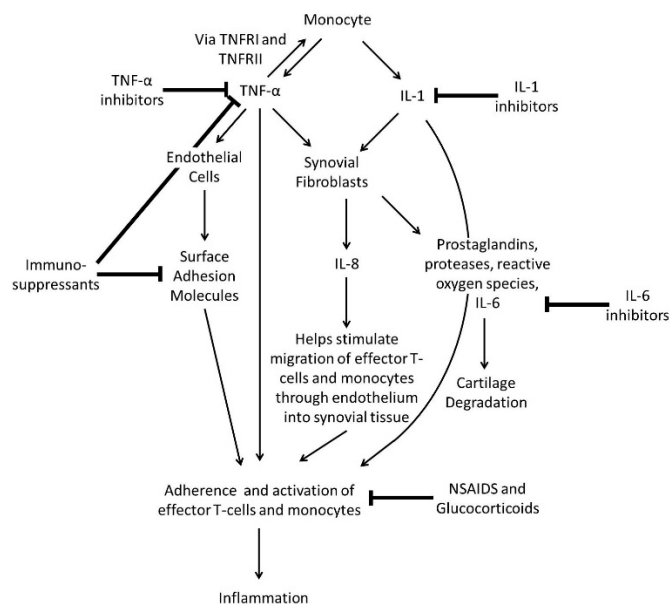 Monocyte
Via TNFRI and
TNFRII
TNF-α
inhibitors
TNF-α
IL-1
IL-1
inhibitors
Endothelial
Cells
Synovial
Fibroblasts
Immuno-
suppressants
Surface
Adhesion
Molecules
IL-8
Prostaglandins,
proteases, reactive
oxygen species,
IL-6
IL-6
inhibitors
Helps stimulate
migration of effector T-
cells and monocytes
through endothelium
into synovial tissue
Cartilage
Degradation
Adherence and activation of
effector T-cells and monocytes
NSAIDS and
Glucocorticoids
Inflammation